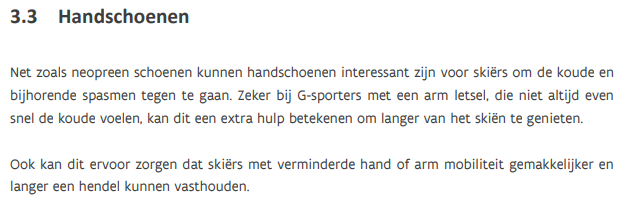 3.3 Handschoenen
Net zoals neopreen schoenen kunnen handschoenen interessant zijn voor skiërs om de koude en
bijhorende spasmen tegen te gaan. Zeker bij G-sporters met een arm letsel, die niet altijd even
snel de koude voelen, kan dit een extra hulp betekenen om langer van het skiën te genieten.
Ook kan dit ervoor zorgen dat skiërs met verminderde hand of arm mobiliteit gemakkelijker en
langer een hendel kunnen vasthouden.